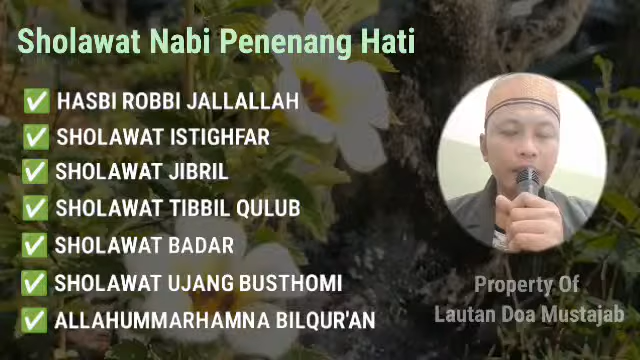 Sholawat Nabi Penenang Hati
✅ HASBI ROBBI JALLALLAH
✅ SHOLAWAT ISTIGHFAR
✅ SHOLAWAT JIBRIL
✅ SHOLAWAT TIBBIL QULUB
✅ SHOLAWAT BADAR
✅ SHOLAWAT UJANG BUSTHOMI
✅ ALLAHUMMARHAMNA BILQUR'AN
Property Of
Lautan Doa Mustajab